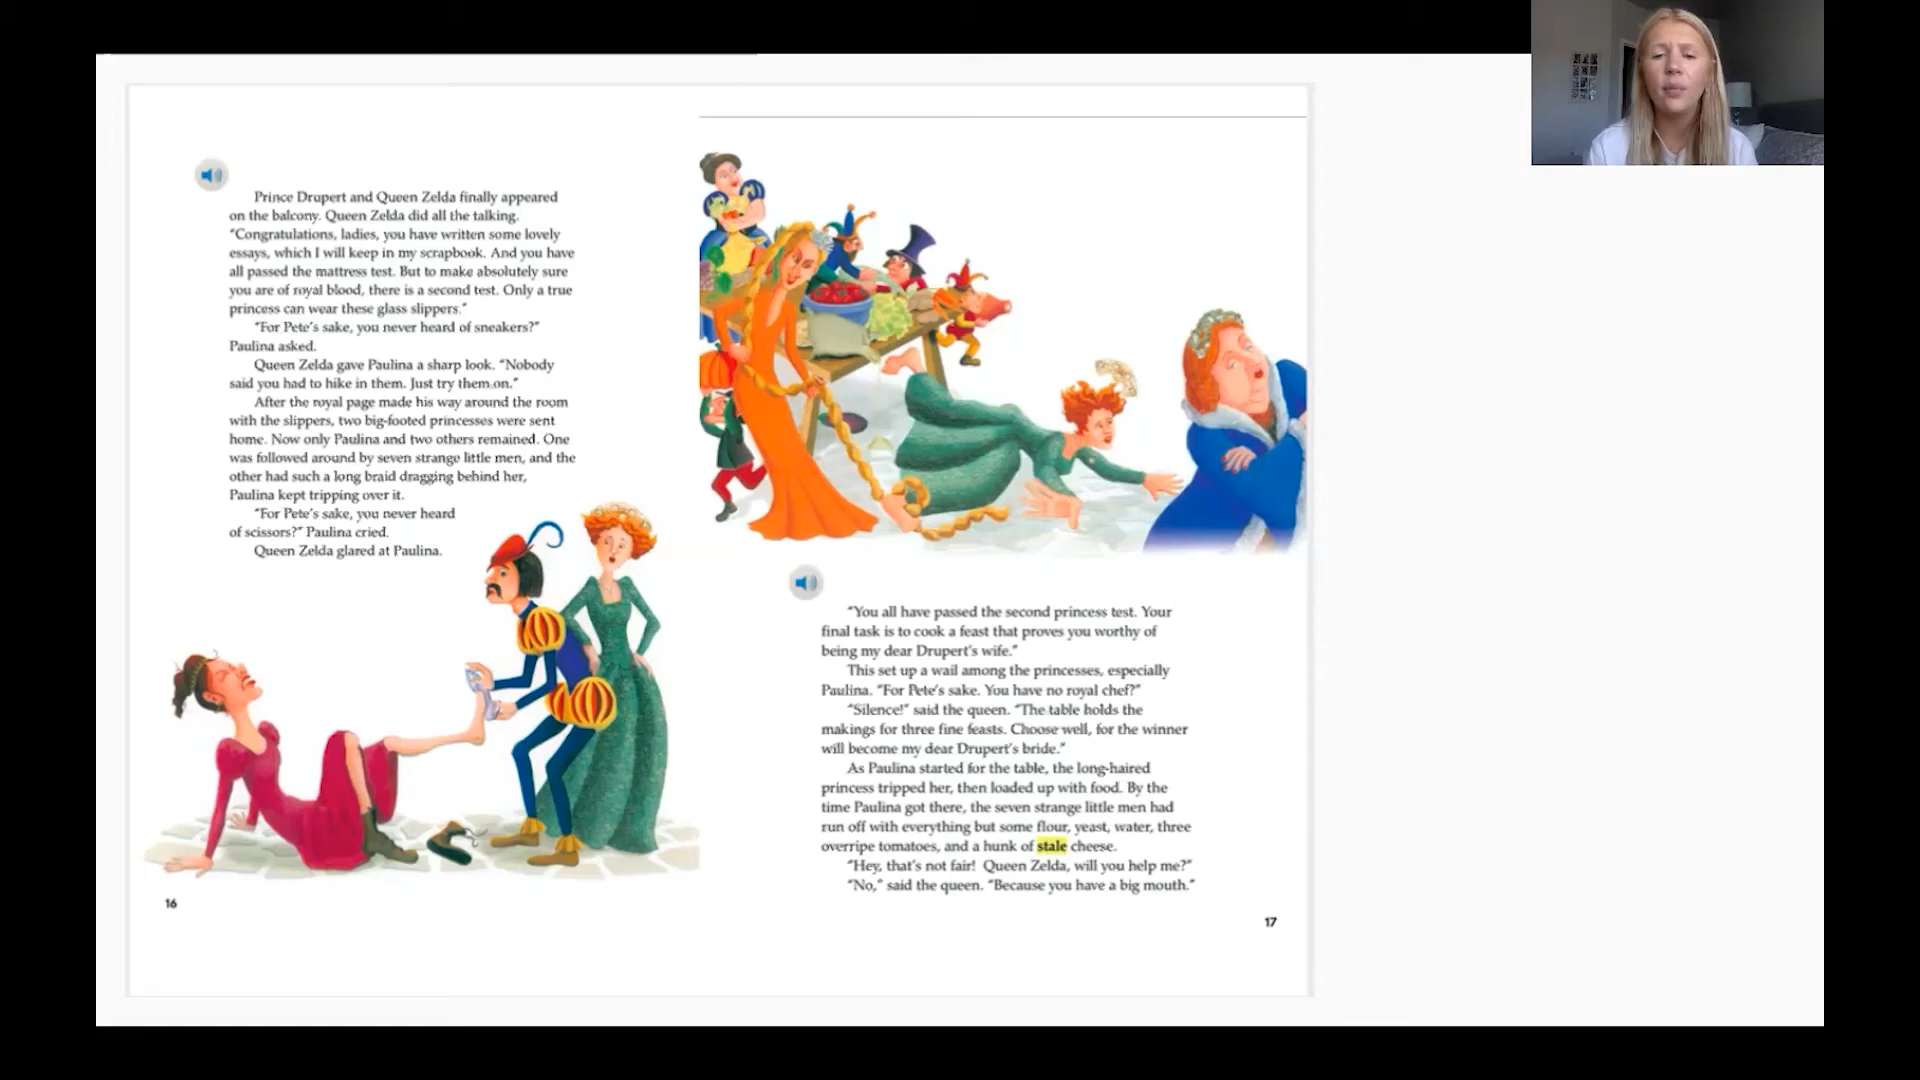 Prince Drupert and Queen Zelda finally appeared
on the balcony. Queen Zelda did all the talking.
“Congratulations, ladies, you have written some lovely
essays, which I will keep in my scrapbook. And you have
all passed the mattress test. But to make absolutely sure
you are of royal blood, there is a second test. Only a true
princess can wear these glass slippers.”
“For Pete’s sake, you never heard of sneakers?”
Paulina asked.
Queen Zelda gave Paulina a sharp look. “Nobody
said you had to hike in them. Just try them on.”
After the royal page made his way around the room
with the slippers, two big-footed princesses were sent
home. Now only Paulina and two others remained. One
was followed around by seven strange little men, and the
other had such a long braid dragging behind her,
Paulina kept tripping over it.
“For Pete’s sake, you never heard
of scissors?” Paulina cried.
Queen Zelda glared at Paulina.
16
“You all have passed the second princess test. Your
final task is to cook a feast that proves you worthy of
being my dear Drupert’s wife.”
This set up a wail among the princesses, especially
Paulina. “For Pete’s sake. You have no royal chef?”
“Silence!” said the queen. “The table holds the
makings for three fine feasts. Choose well, for the winner
will become my dear Drupert’s bride.”
As Paulina started for the table, the long-haired
princess tripped her, then loaded up with food. By the
time Paulina got there, the seven strange little men had
run off with everything but some flour, yeast, water, three
overripe tomatoes, and a hunk of stale cheese.
“Hey, that’s not fair! Queen Zelda, will you help me?”
“No,” said the queen. “Because you have a big mouth.”
17